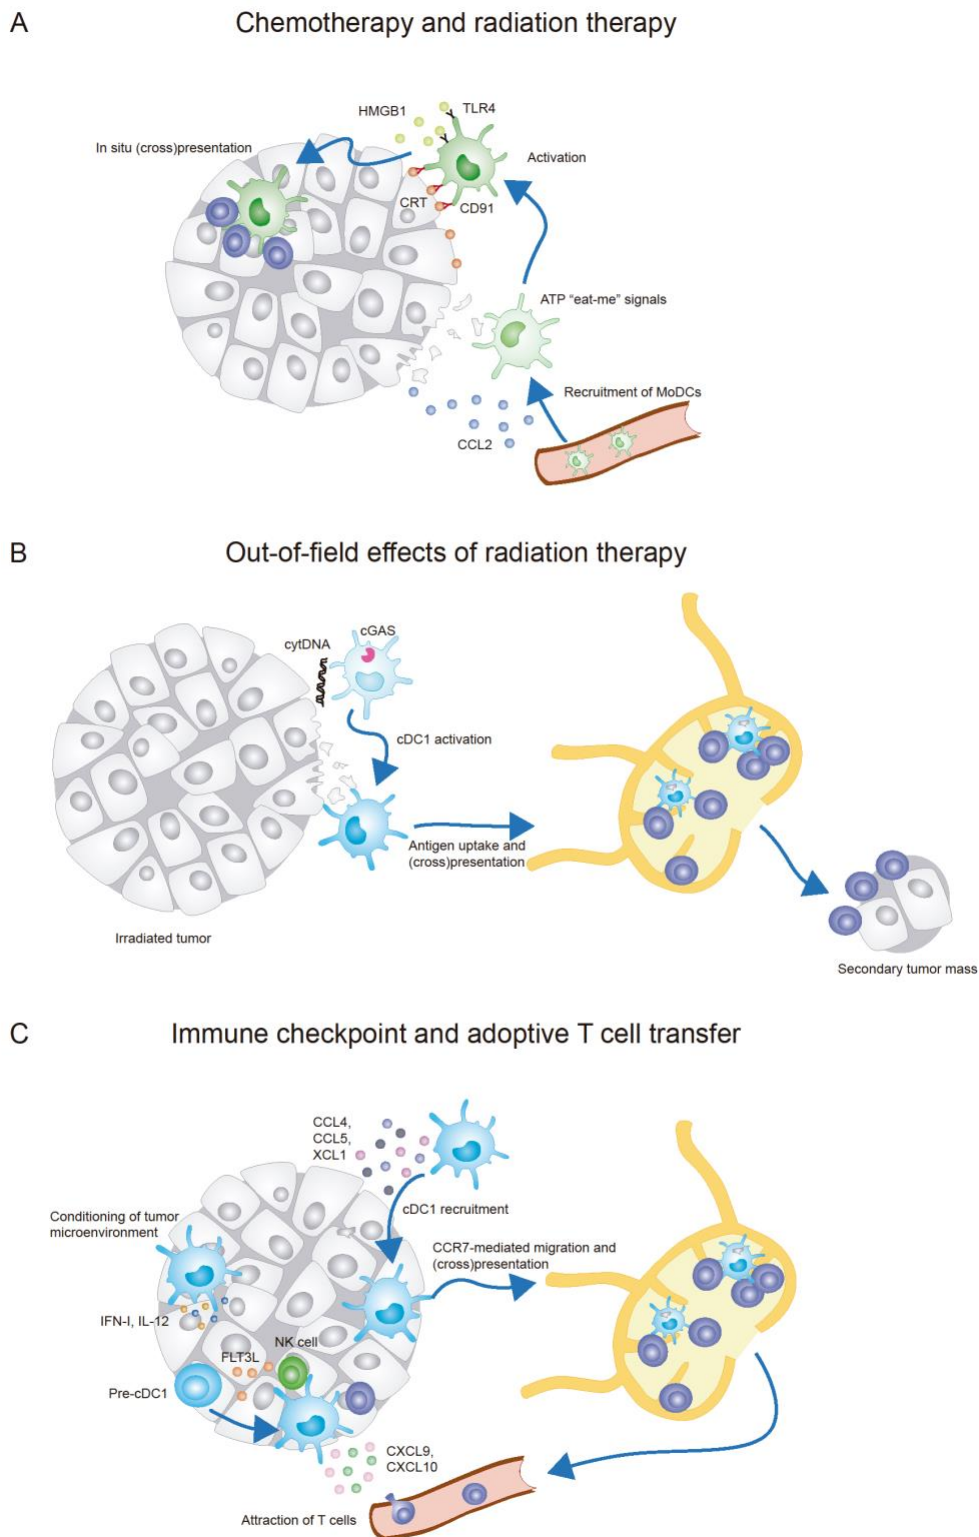 A
Chemotherapy and radiation therapy
HMGB1
TLR4
In situ (cross)presentation
Activation
CRT
CD91
ATP “eat-me” signals
Recruitment of MoDCs
CCL2
B
Out-of-field effects of radiation therapy
cGAS
cytDNA
cDC1 activation
Antigen uptake and
(cross)presentation
Irradiated tumor
Secondary tumor mass
C
Immune checkpoint and adoptive T cell transfer
CCL4,
CCL5,
XCL1
cDC1 recruitment
Conditioning of tumor
microenvironment
CCR7-mediated migration and
(cross)presentation
IFN-I, IL-12
NK cell
FLT3L
Pre-cDC1
CXCL9,
CXCL10
Attraction of T cells